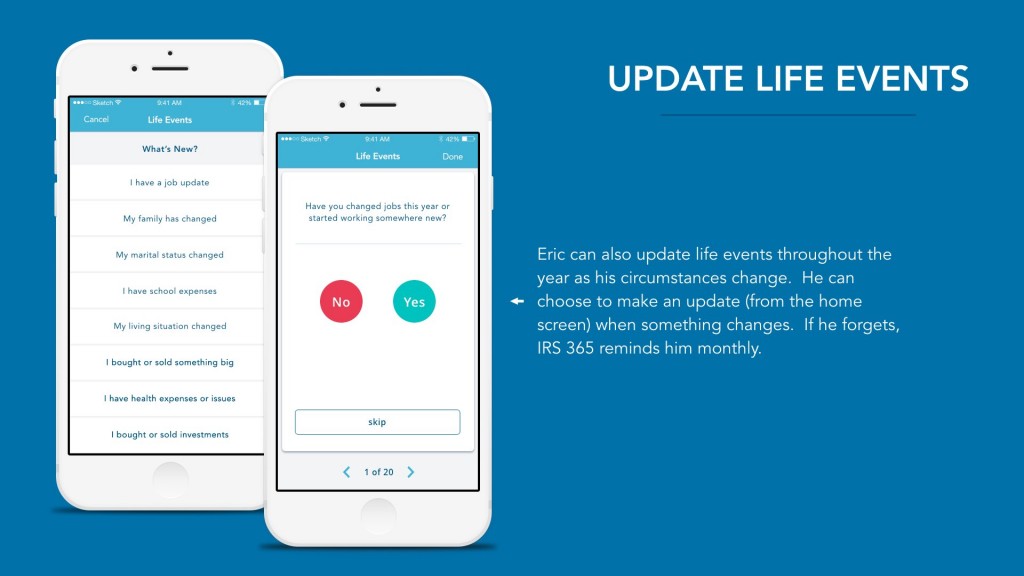 UPDATE LIFE EVENTS
Sketch 9:41 AM 42%
Cancel Life Events
What's New?
I have a job update
My family has changed
My marital status changed
I have school expenses
My living situation changed
I bought or sold something big
I have health expenses or issues
I bought or sold investments
Sketch 9:41 AM 42%
Life Events Done
Have you changed jobs this year or
started working somewhere new?
No Yes
skip
1 of 20
Eric can also update life events throughout the
year as his circumstances change. He can
choose to make an update (from the home
screen) when something changes. If he forgets,
IRS 365 reminds him monthly.